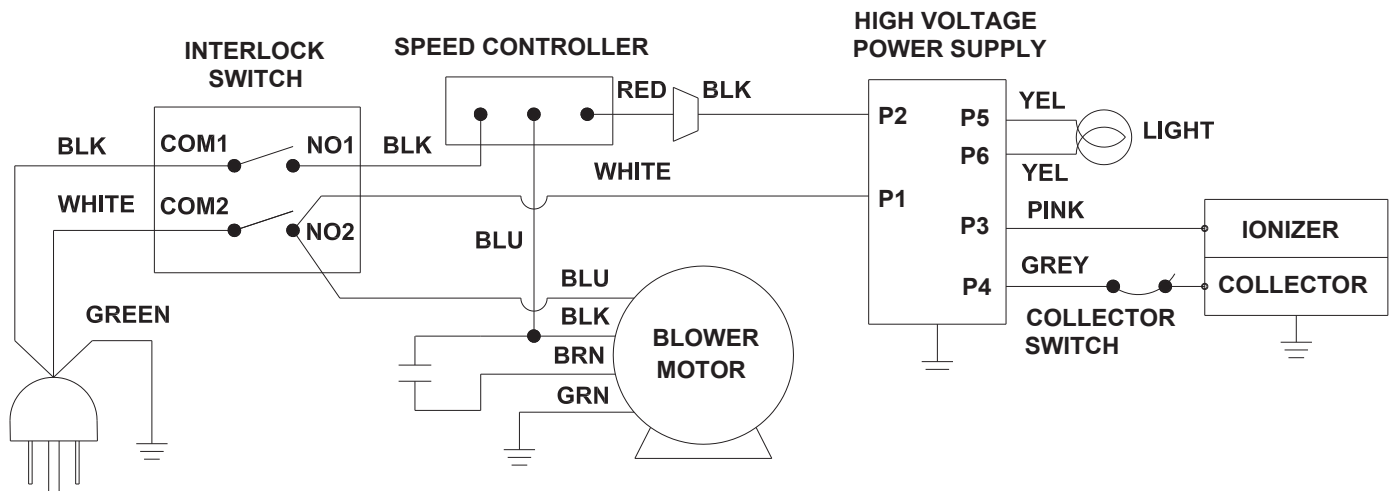 HIGH VOLTAGE
POWER SUPPLY
SPEED CONTROLLER
INTERLOCK
SWITCH
RED
BLK
YEL
P2
P5
LIGHT
BLK
COM1
NO1
BLK
P6
WHITE
YEL
WHITE
COM2
P1
PINK
NO2
P3
IONIZER
BLU
GREY
BLU
P4
COLLECTOR
GREEN
BLK
COLLECTOR
SWITCH
BLOWER
MOTOR
BRN
GRN